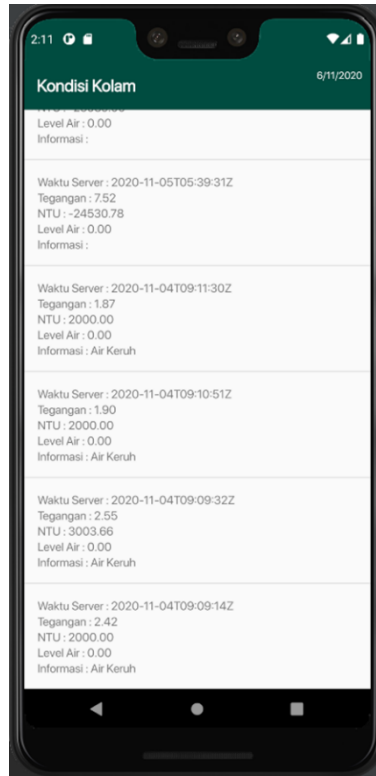 2:11
6/11/2020
Kondisi Kolam
Level Air : 0.00
Informasi :
Waktu Server : 2020-11-05T05:39:31Z
Tegangan : 7.52
NTU : -24530.78
Level Air : 0.00
Informasi :
Waktu Server : 2020-11-04T09:11:30Z
Tegangan : 1.87
NTU : 2000.00
Level Air : 0.00
Informasi : Air Keruh
Waktu Server : 2020-11-04T09:10:51Z
Tegangan : 1.90
NTU : 2000.00
Level Air : 0.00
Informasi : Air Keruh
Waktu Server : 2020-11-04T09:09:32Z
Tegangan : 2.55
NTU : 3003.66
Level Air : 0.00
Informasi : Air Keruh
Waktu Server : 2020-11-04T09:09:14Z
Tegangan : 2.42
NTU : 2000.00
Level Air : 0.00
Informasi : Air Keruh